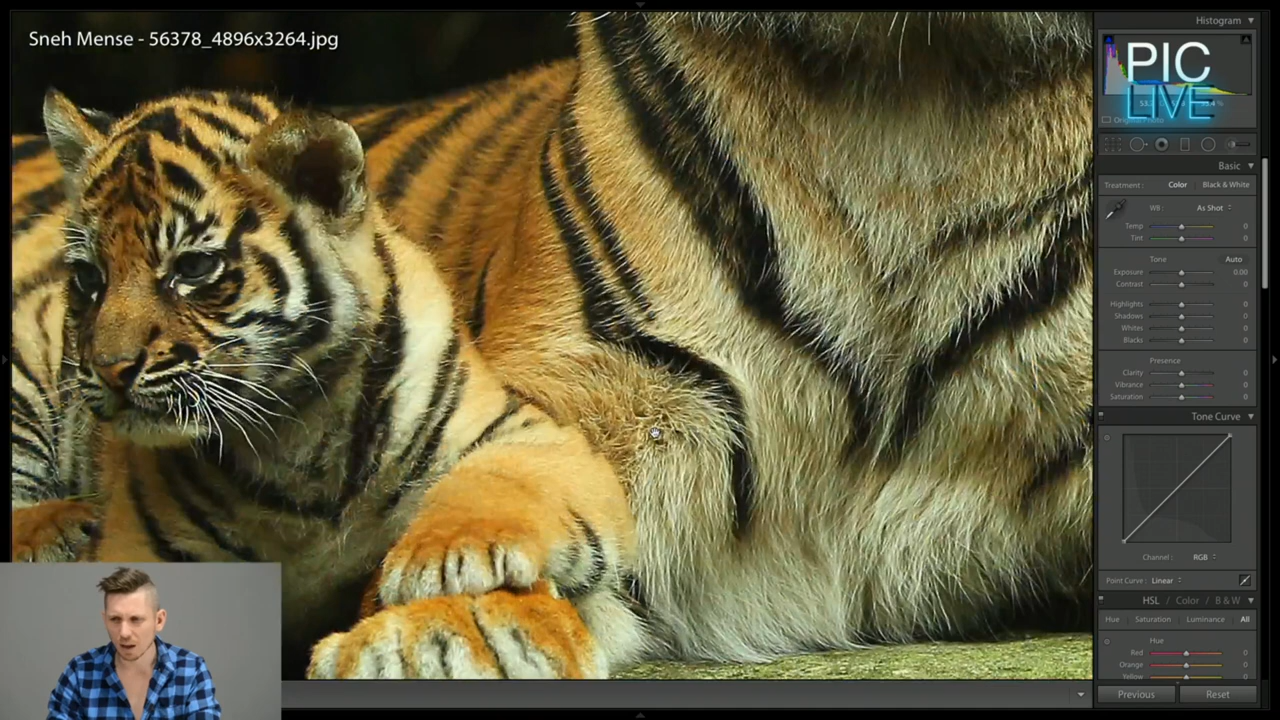 Sneh Mense - 56378_4896x3264.jpg
Histogram
PIC
LIVE
Basic
Treatment : Color Black & White
WB : As Shot
Temp 0
Tint 0
Tone Auto
Exposure 0.00
Contrast 0
Highlights 0
Shadows 0
Whites 0
Blacks 0
Presence
Clarity 0
Vibrance 0
Saturation 0
Tone Curve
Channel : RGB
Point Curve : Linear
HSL / Color / B & W
Hue Saturation Luminance All
Hue
Red 0
Orange 0
Yellow 0
Previous Reset